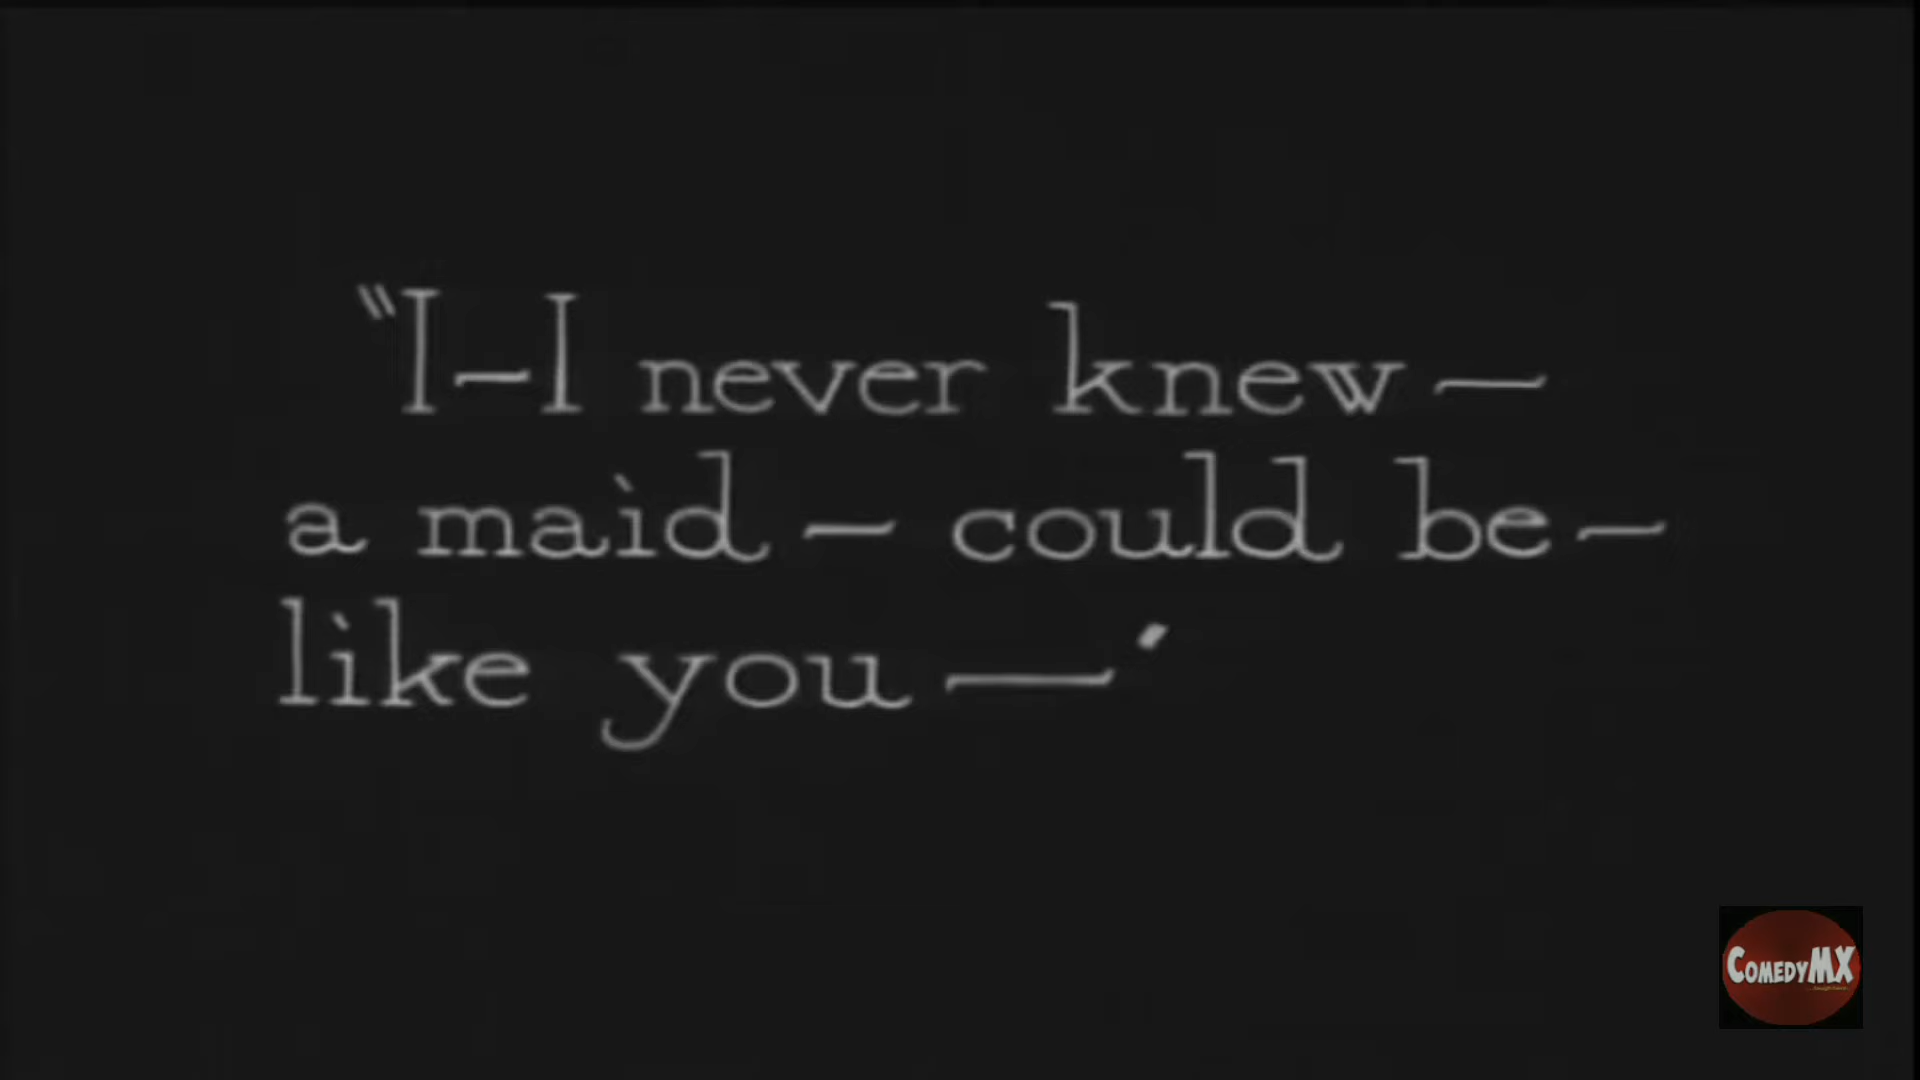 “I–I never knew —
a maid — could be —
like you —’
COMEDYMX